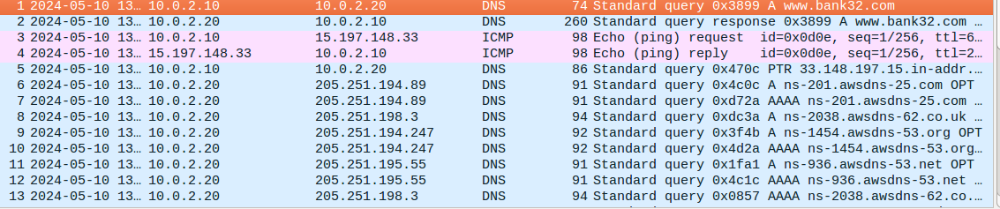 1 2024-05-10 13… 10.0.2.10 10.0.2.20 DNS 74 Standard query 0x3899 A www.bank32.com
2 2024-05-10 13… 10.0.2.20 10.0.2.10 DNS 260 Standard query response 0x3899 A www.bank32.com …
3 2024-05-10 13… 10.0.2.10 15.197.148.33 ICMP 98 Echo (ping) request id=0x0d0e, seq=1/256, ttl=6…
4 2024-05-10 13… 15.197.148.33 10.0.2.10 ICMP 98 Echo (ping) reply id=0x0d0e, seq=1/256, ttl=2…
5 2024-05-10 13… 10.0.2.10 10.0.2.20 DNS 86 Standard query 0x470c PTR 33.148.197.15.in-addr.…
6 2024-05-10 13… 10.0.2.20 205.251.194.89 DNS 91 Standard query 0x4c0c A ns-201.awsdns-25.com OPT
7 2024-05-10 13… 10.0.2.20 205.251.194.89 DNS 91 Standard query 0xd72a AAAA ns-201.awsdns-25.com …
8 2024-05-10 13… 10.0.2.20 205.251.198.3 DNS 94 Standard query 0xdc3a A ns-2038.awsdns-62.co.uk …
9 2024-05-10 13… 10.0.2.20 205.251.194.247 DNS 92 Standard query 0x3f4b A ns-1454.awsdns-53.org OPT
10 2024-05-10 13… 10.0.2.20 205.251.194.247 DNS 92 Standard query 0x4d2a AAAA ns-1454.awsdns-53.org…
11 2024-05-10 13… 10.0.2.20 205.251.195.55 DNS 91 Standard query 0x1fa1 A ns-936.awsdns-53.net OPT
12 2024-05-10 13… 10.0.2.20 205.251.195.55 DNS 91 Standard query 0x4c1c AAAA ns-936.awsdns-53.net …
13 2024-05-10 13… 10.0.2.20 205.251.198.3 DNS 94 Standard query 0x0857 AAAA ns-2038.awsdns-62.co.…